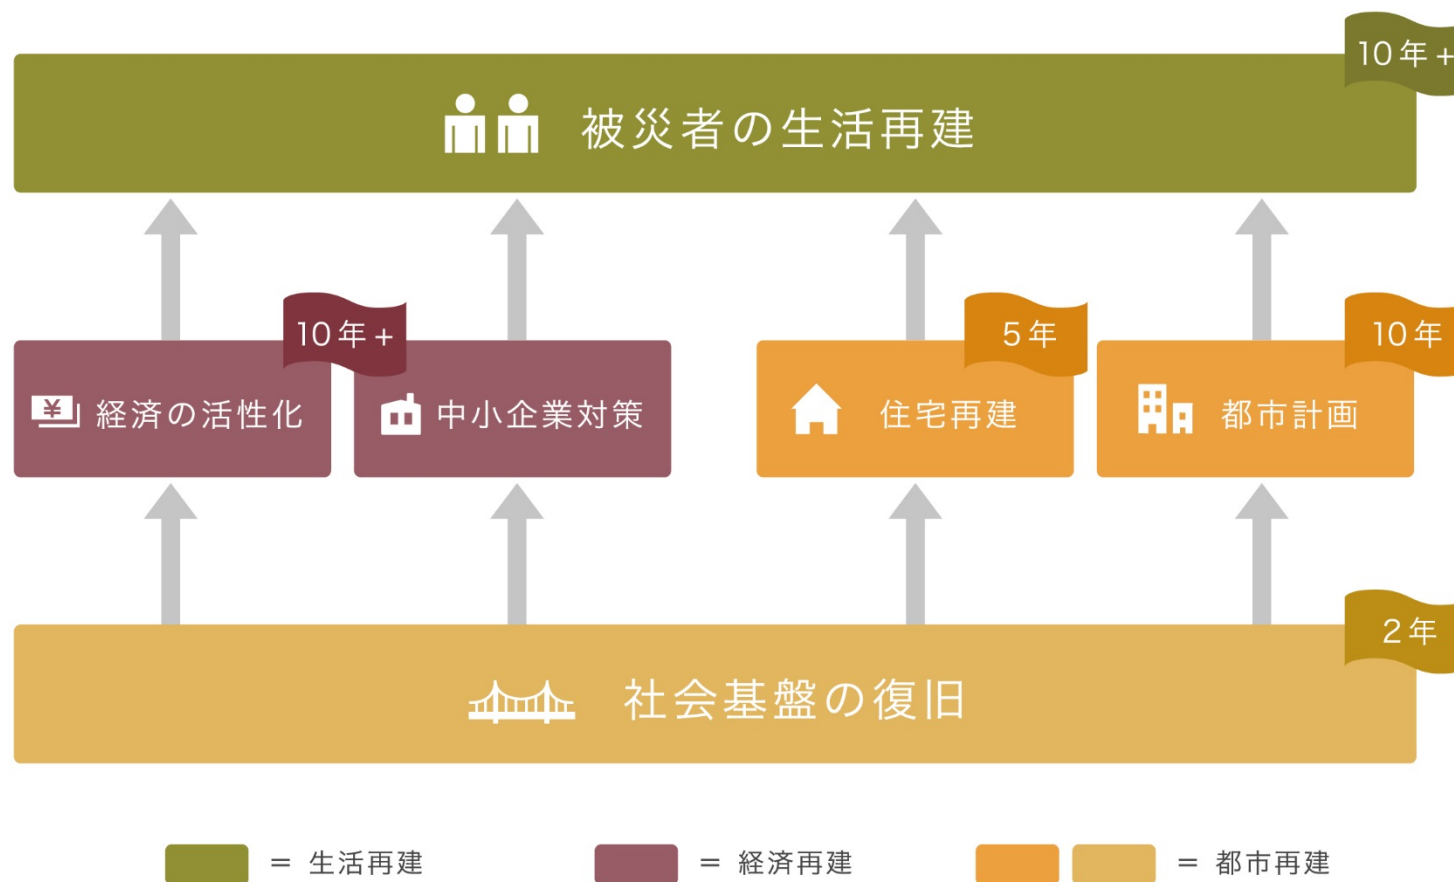 10年+
被災者の生活再建
10年+
5年
10年
¥ 経済の活性化
中小企業対策
住宅再建
都市計画
2年
社会基盤の復旧
= 生活再建
= 経済再建
= 都市再建